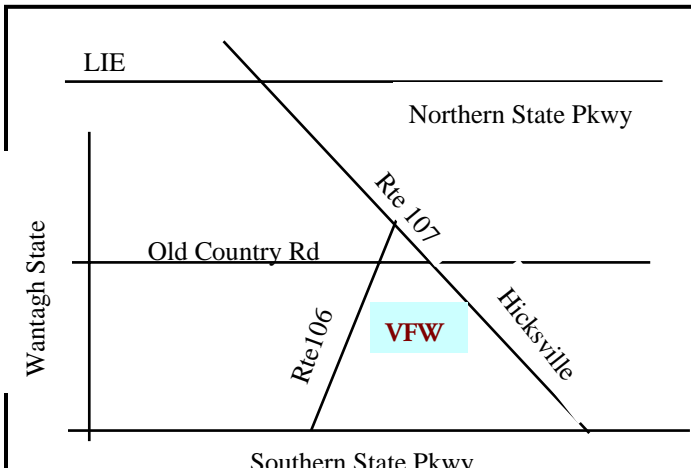 LIE
Northern State Pkwy
Rte 107
Old Country Rd
Wantagh State
Hicksville
Rte106
VFW
Southern State Pkwy